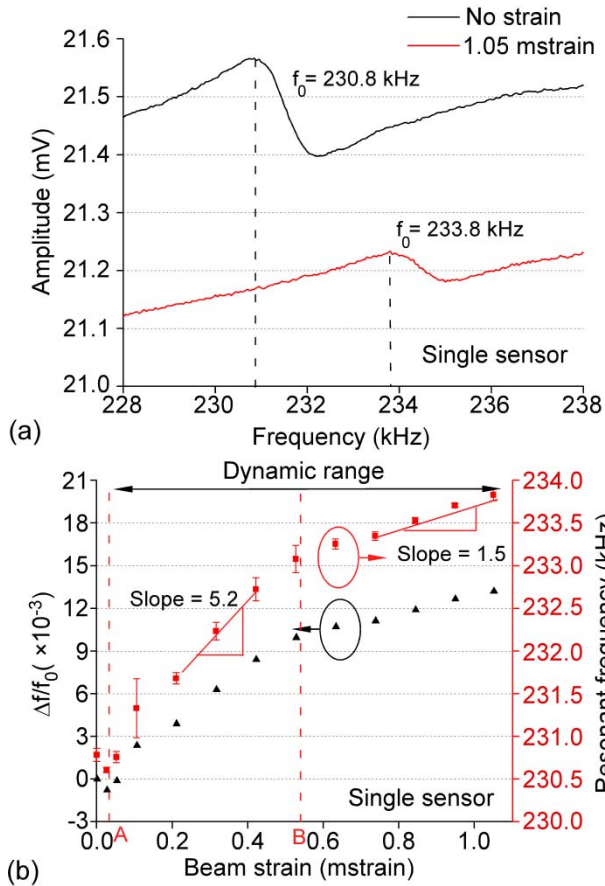 No strain
1.05 mstrain
21.6
21.5
21.4
21.3
21.2
21.1
21.0
Amplitude (mV)
f0= 230.8 kHz
f0= 233.8 kHz
Single sensor
228 230 232 234 236 238
Frequency (kHz)
(a)
Dynamic range
21
18
15
12
9
6
3
0
-3
Δf/f0( ×10-3)
234.0
233.5
233.0
232.5
232.0
231.5
231.0
230.5
230.0
Resonant frequency (kHz)
Slope = 5.2
Slope = 1.5
Single sensor
0.0 A 0.2 0.4 B 0.6 0.8 1.0
Beam strain (mstrain)
(b)